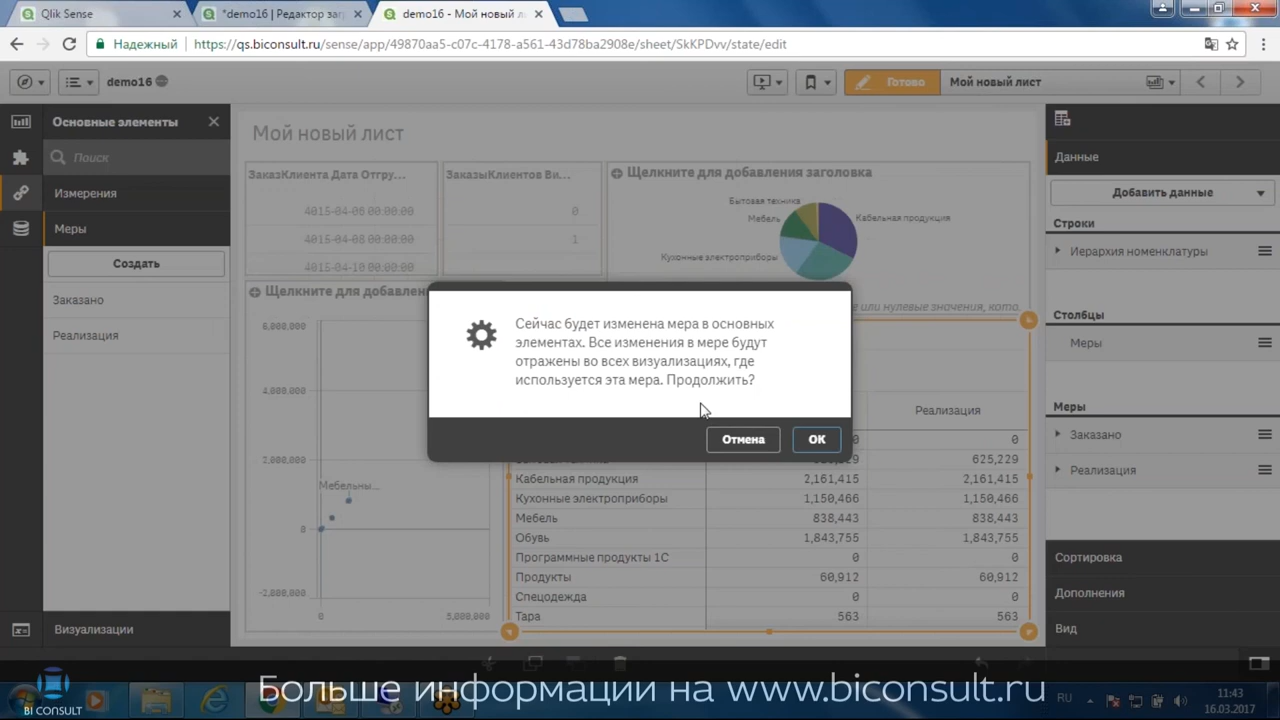 Qlik Sense
*demo16 | Редактор загр
demo16 - Мой новый л
Надежный
https://qs.biconsult.ru/sense/app/49870aa5-c07c-4178-a561-43d78ba2908e/sheet/SkKPDvv/state/edit
demo16
Готово
Мой новый лист
Основные элементы
Поиск
Измерения
Меры
Создать
Заказано
Реализация
Визуализации
Мой новый лист
ЗаказКлиента Дата Отгру...
4015-04-06 00:00:00
4015-04-08 00:00:00
4015-04-10 00:00:00
ЗаказыКлиентов Ви...
0
1
Щелкните для добавления заголовка
Бытовая техника
Мебель
Кабельная продукция
Кухонные электроприборы
е или нулевые значения, кото.
Щелкните для добавлен
6,000,000
4,000,000
2,000,000
0
-2,000,000
Мебельны...
0
5,000,000
Сейчас будет изменена мера в основных
элементах. Все изменения в мере будут
отражены во всех визуализациях, где
используется эта мера. Продолжить?
Отмена
OK
Реализация
0 0
625,229
Кабельная продукция 2,161,415 2,161,415
Кухонные электроприборы 1,150,466 1,150,466
Мебель 838,443 838,443
Обувь 1,843,755 1,843,755
Программные продукты 1С 0 0
Продукты 60,912 60,912
Спецодежда 0 0
Тара 563 563
Данные
Добавить данные
Строки
Иерархия номенклатуры
Столбцы
Меры
Меры
Заказано
Реализация
Сортировка
Дополнения
Вид
BI CONSULT
Больше информации на www.biconsult.ru
RU
11:43
16.03.2017